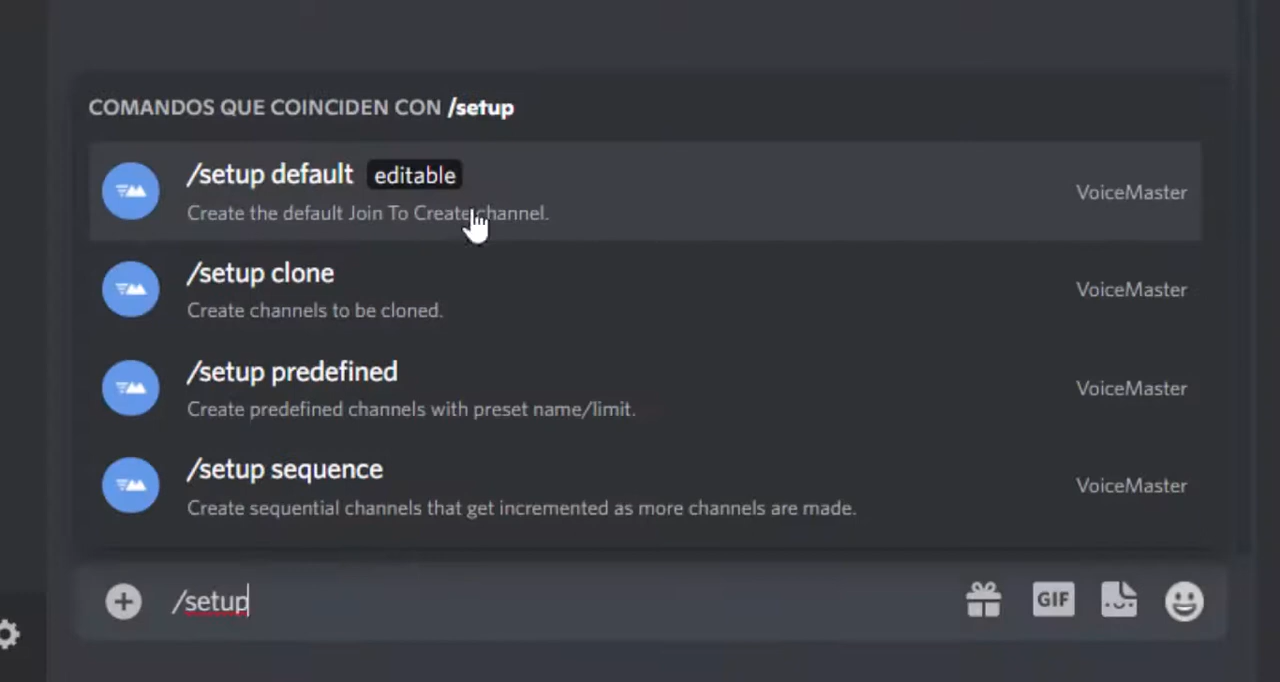 COMANDOS QUE COINCIDEN CON /setup
/setup default editable
VoiceMaster
Create the default Join To Create channel.
/setup clone
VoiceMaster
Create channels to be cloned.
/setup predefined
VoiceMaster
Create predefined channels with preset name/limit.
/setup sequence
VoiceMaster
Create sequential channels that get incremented as more channels are made.
/setup
GIF